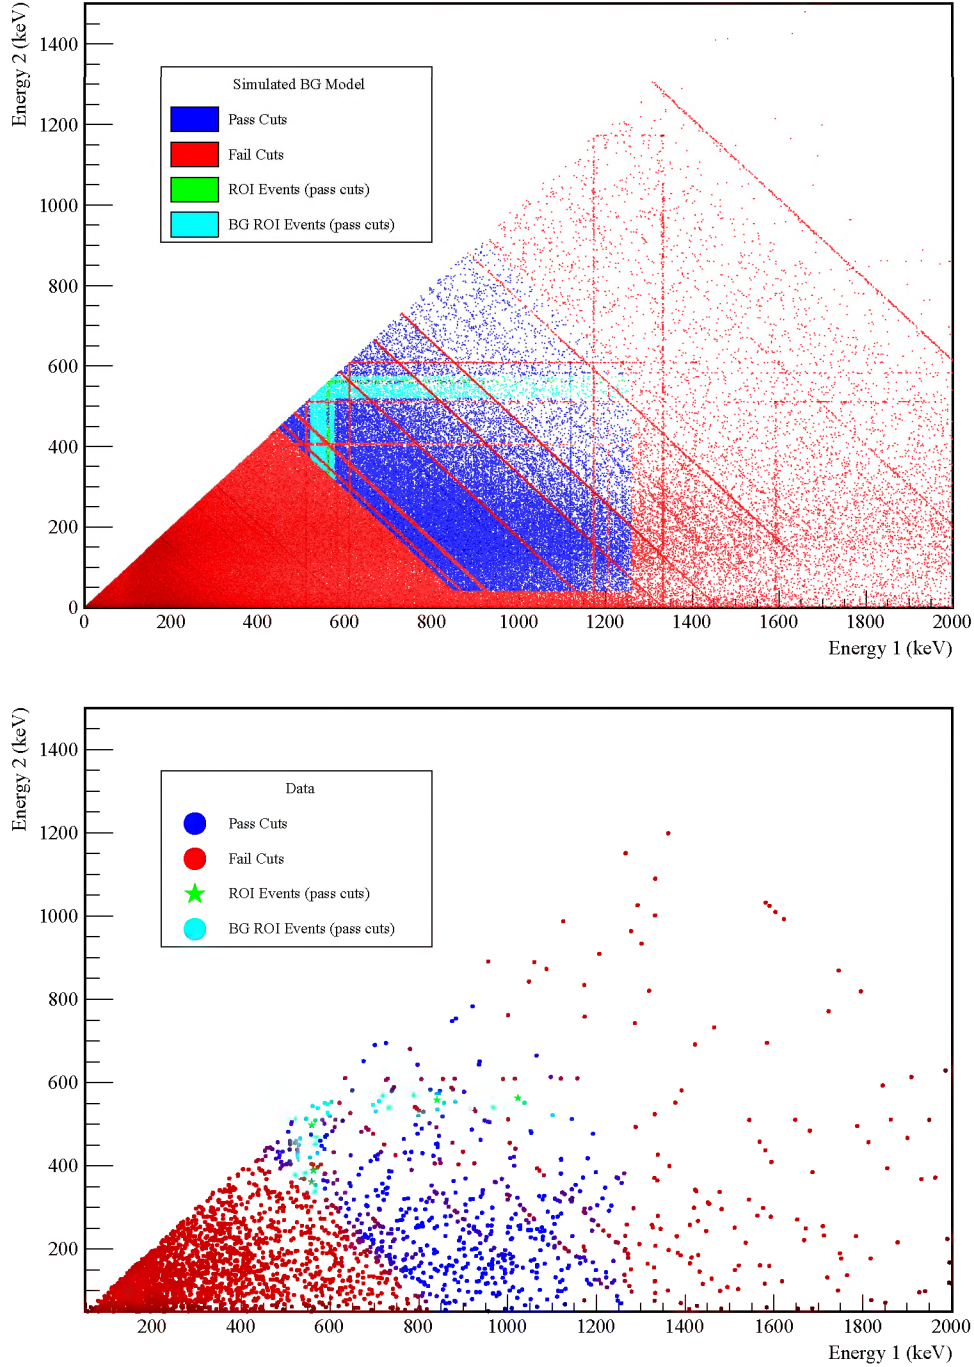 Energy 2 (keV)
1400
1200
1000
800
600
400
200
0
Simulated BG Model
Pass Cuts
Fail Cuts
ROI Events (pass cuts)
BG ROI Events (pass cuts)
0 200 400 600 800 1000 1200 1400 1600 1800 2000
Energy 1 (keV)
Energy 2 (keV)
1400
1200
1000
800
600
400
200
Data
Pass Cuts
Fail Cuts
ROI Events (pass cuts)
BG ROI Events (pass cuts)
200 400 600 800 1000 1200 1400 1600 1800 2000
Energy 1 (keV)